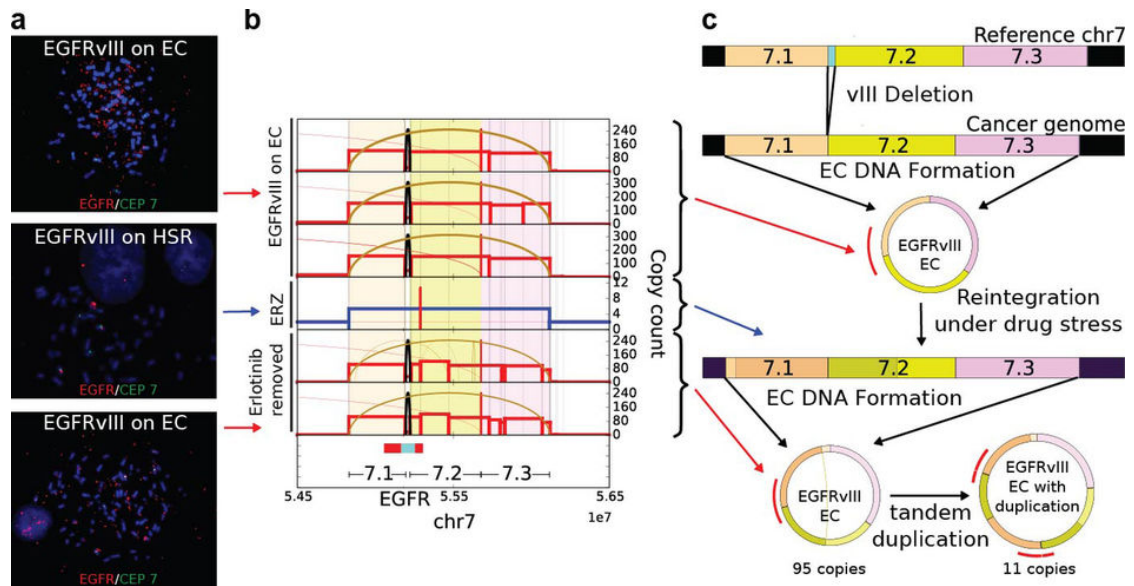 a
EGFRvIII on EC
EGFR/CEP 7
EGFRvIII on HSR
EGFR/CEP 7
EGFRvIII on EC
EGFR/CEP 7
b
EGFRvIII on EC
ERZ
Erlotinib
removed
240
160
80
0
300
200
100
0
300
200
100
0
12
8
4
0
240
160
80
0
240
160
80
0
Copy count
7.1 7.2 7.3
5.45 5.55 5.65
EGFR
1e7
chr7
c
Reference chr7
7.1 7.2 7.3
vIII Deletion
Cancer genome
7.1 7.2 7.3
EC DNA Formation
EGFRvIII
EC
Reintegration
under drug stress
7.1 7.2 7.3
EC DNA Formation
EGFRvIII
EC
95 copies
tandem
duplication
EGFRvIII
EC with
duplication
11 copies